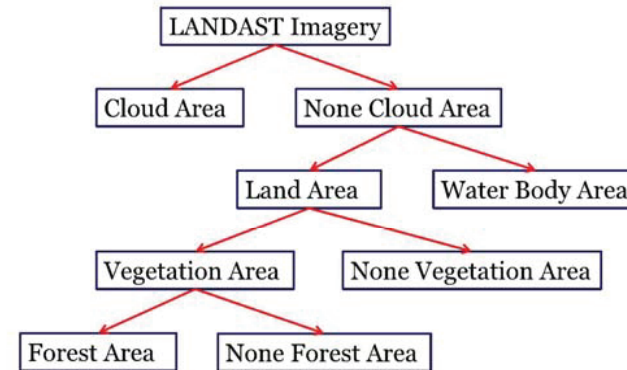 LANDAST Imagery
Cloud Area
None Cloud Area
Land Area
Water Body Area
Vegetation Area
None Vegetation Area
Forest Area
None Forest Area